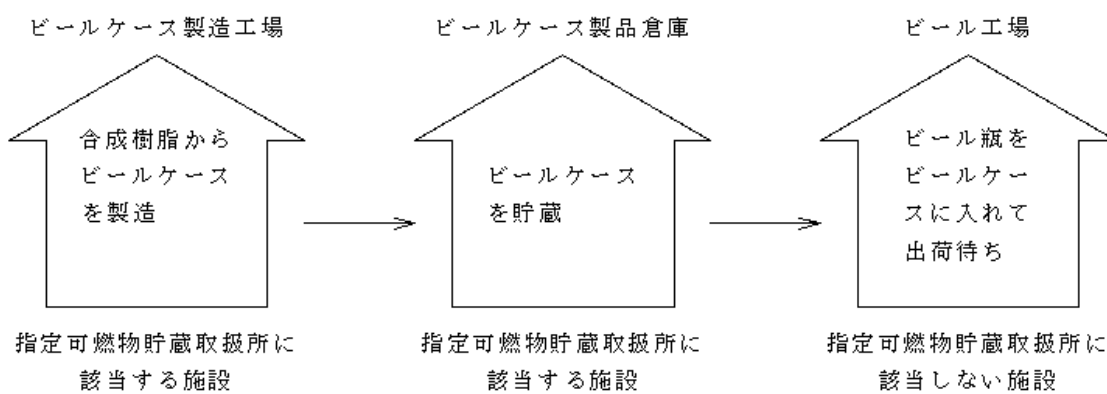 ビールケース製造工場
合成樹脂から
ビールケース
を製造
指定可燃物貯蔵取扱所に
該当する施設
ビールケース製品倉庫
ビールケース
を貯蔵
指定可燃物貯蔵取扱所に
該当する施設
ビール工場
ビール瓶を
ビールケー
スに入れて
出荷待ち
指定可燃物貯蔵取扱所に
該当しない施設